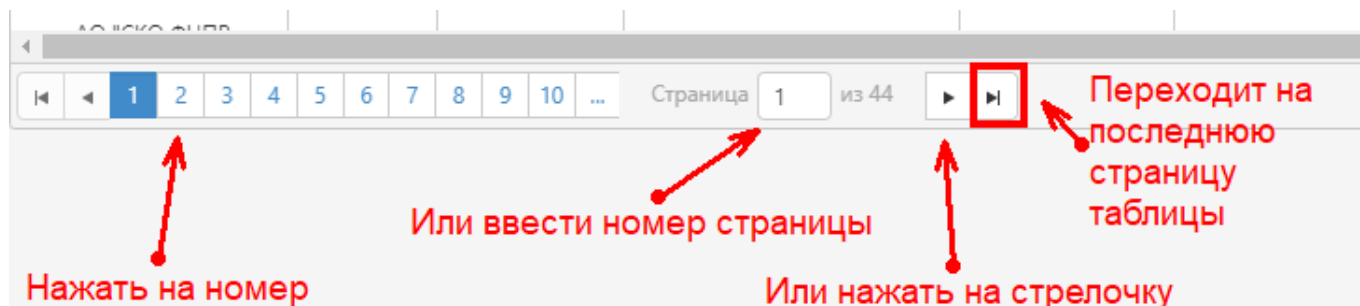 1 2 3 4 5 6 7 8 9 10 ... Страница 1 из 44
Переходит на
последнюю
страницу
таблицы
Или ввести номер страницы
Нажать на номер
Или нажать на стрелочку